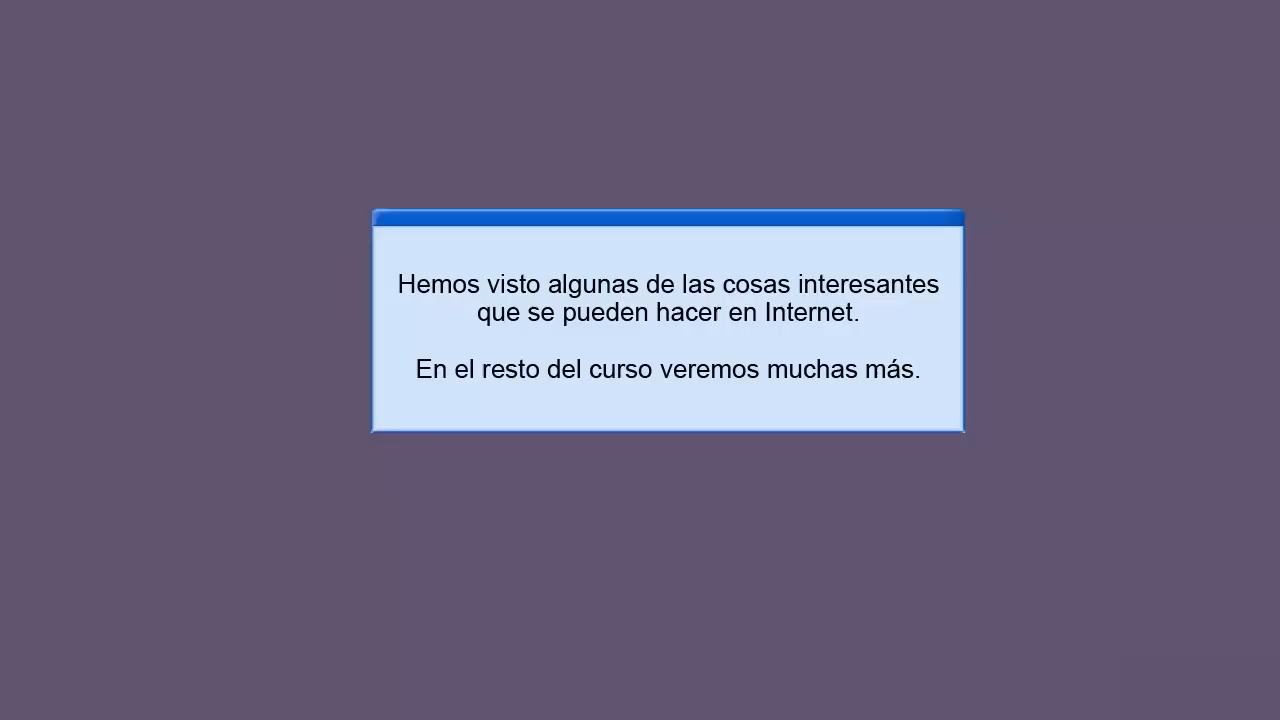 Hemos visto algunas de las cosas interesantes
que se pueden hacer en Internet.
En el resto del curso veremos muchas más.